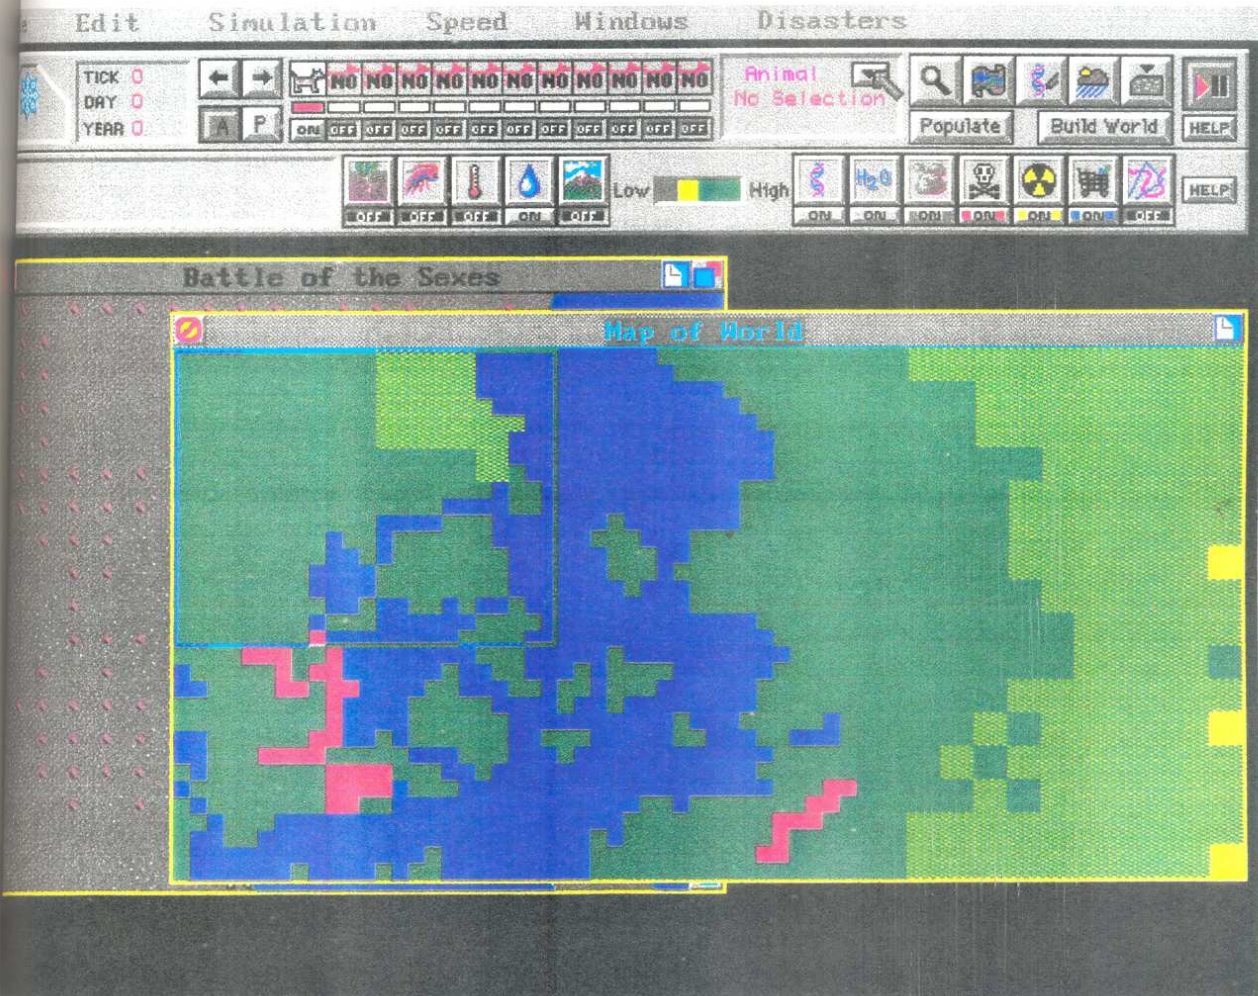 Edit Simulation Speed Windows Disasters
TICK 0
DAY 0
YEAR 0
A P
NO NO NO NO NO NO NO NO NO NO NO
ON OFF OFF OFF OFF OFF OFF OFF OFF OFF OFF OFF
Animal
No Selection
Populate Build World HELP
OFF OFF OFF ON OFF
Low High
H2O
ON ON ON ON ON ON OFF
HELP
Battle of the Sexes
Map of World